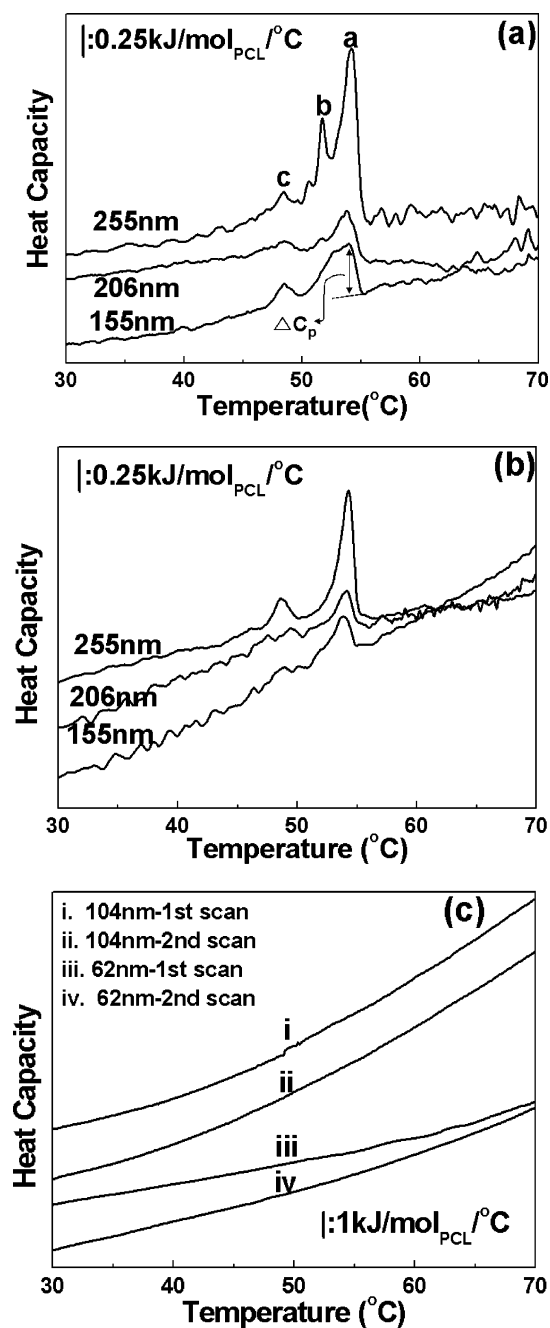 (a)
|:0.25kJ/mol_PCL/°C
a
b
c
255nm
206nm
155nm
△C_p
Heat Capacity
30 40 50 60 70
Temperature(°C)
(b)
|:0.25kJ/mol_PCL/°C
255nm
206nm
155nm
Heat Capacity
30 40 50 60 70
Temperature (°C)
(c)
i. 104nm-1st scan
ii. 104nm-2nd scan
iii. 62nm-1st scan
iv. 62nm-2nd scan
i
ii
iii
iv
|:1kJ/mol_PCL/°C
Heat Capacity
30 40 50 60 70
Temperature (°C)